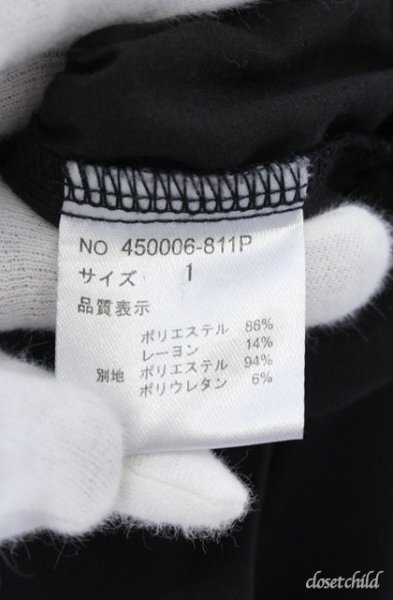 NO 450006-811P
サイズ 1
品質表示
ポリエステル 86%
レーヨン 14%
別地 ポリエステル 94%
ポリウレタン 6%
closetchild